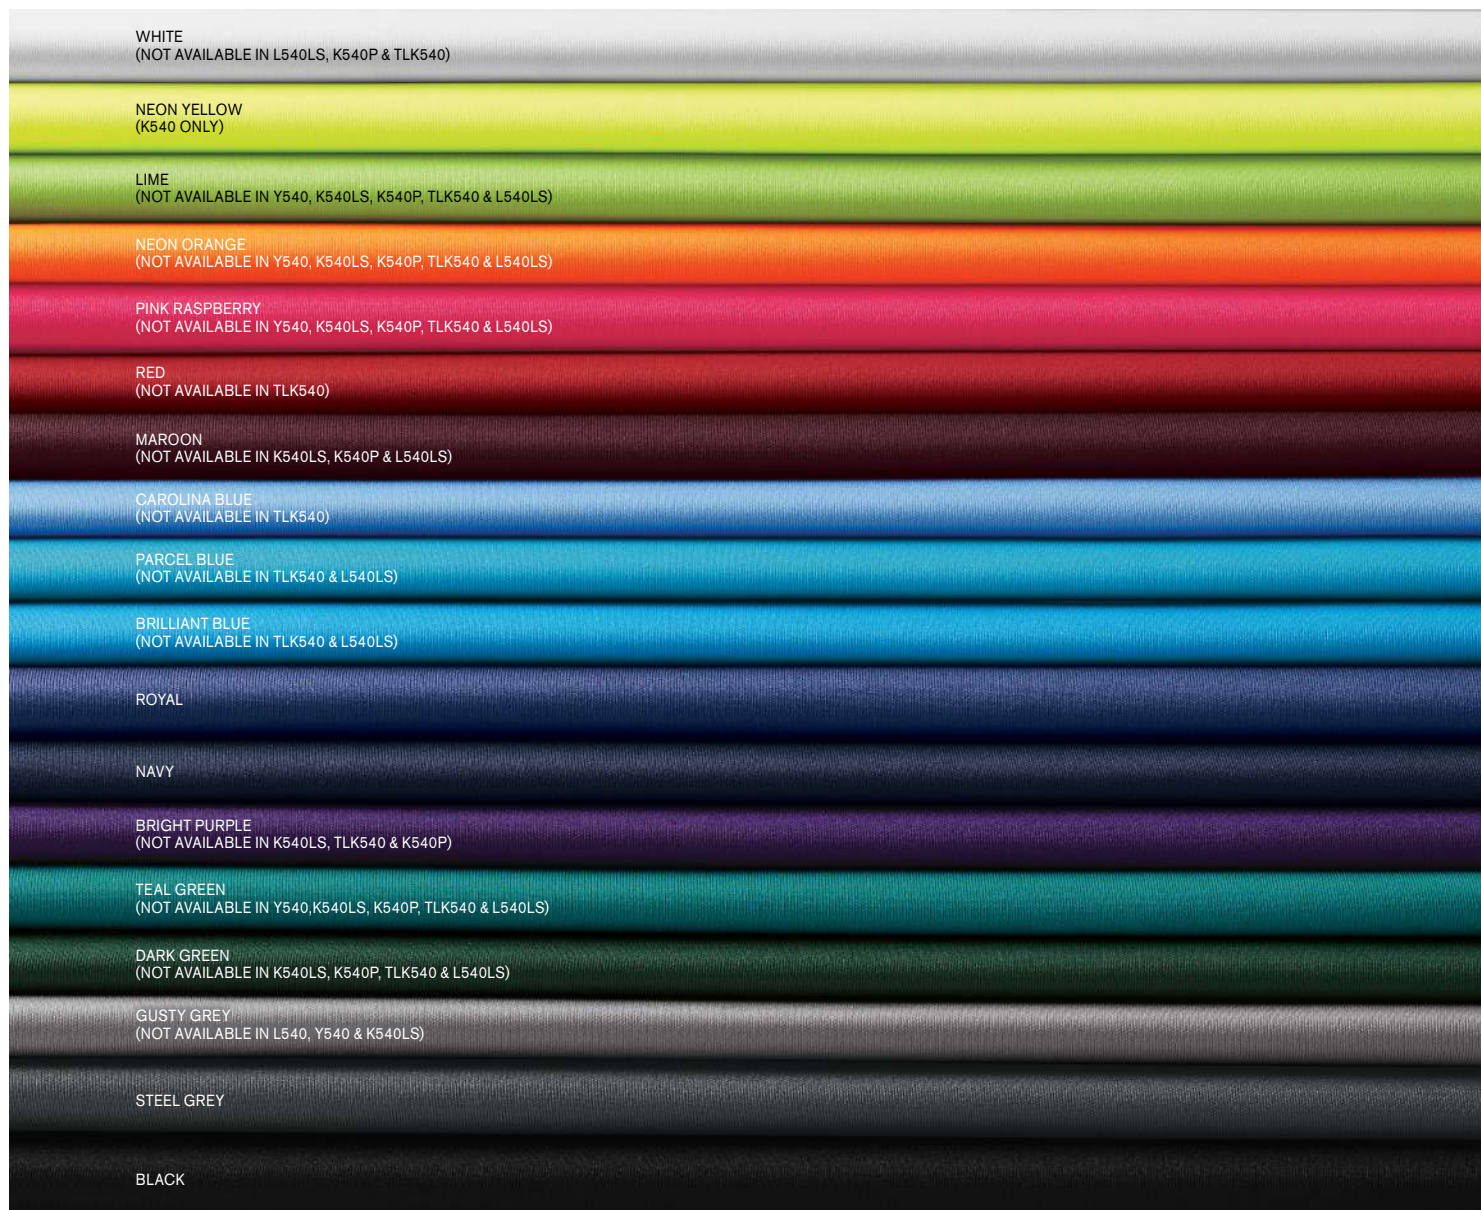 WHITE
(NOT AVAILABLE IN L540LS, K540P & TLK540)
NEON YELLOW
(K540 ONLY)
LIME
(NOT AVAILABLE IN Y540, K540LS, K540P, TLK540 & L540LS)
NEON ORANGE
(NOT AVAILABLE IN Y540, K540LS, K540P, TLK540 & L540LS)
PINK RASPBERRY
(NOT AVAILABLE IN Y540, K540LS, K540P, TLK540 & L540LS)
RED
(NOT AVAILABLE IN TLK540)
MAROON
(NOT AVAILABLE IN K540LS, K540P & L540LS)
CAROLINA BLUE
(NOT AVAILABLE IN TLK540)
PARCEL BLUE
(NOT AVAILABLE IN TLK540 & L540LS)
BRILLIANT BLUE
(NOT AVAILABLE IN TLK540 & L540LS)
ROYAL
NAVY
BRIGHT PURPLE
(NOT AVAILABLE IN K540LS, TLK540 & K540P)
TEAL GREEN
(NOT AVAILABLE IN Y540,K540LS, K540P, TLK540 & L540LS)
DARK GREEN
(NOT AVAILABLE IN K540LS, K540P, TLK540 & L540LS)
GUSTY GREY
(NOT AVAILABLE IN L540, Y540 & K540LS)
STEEL GREY
BLACK